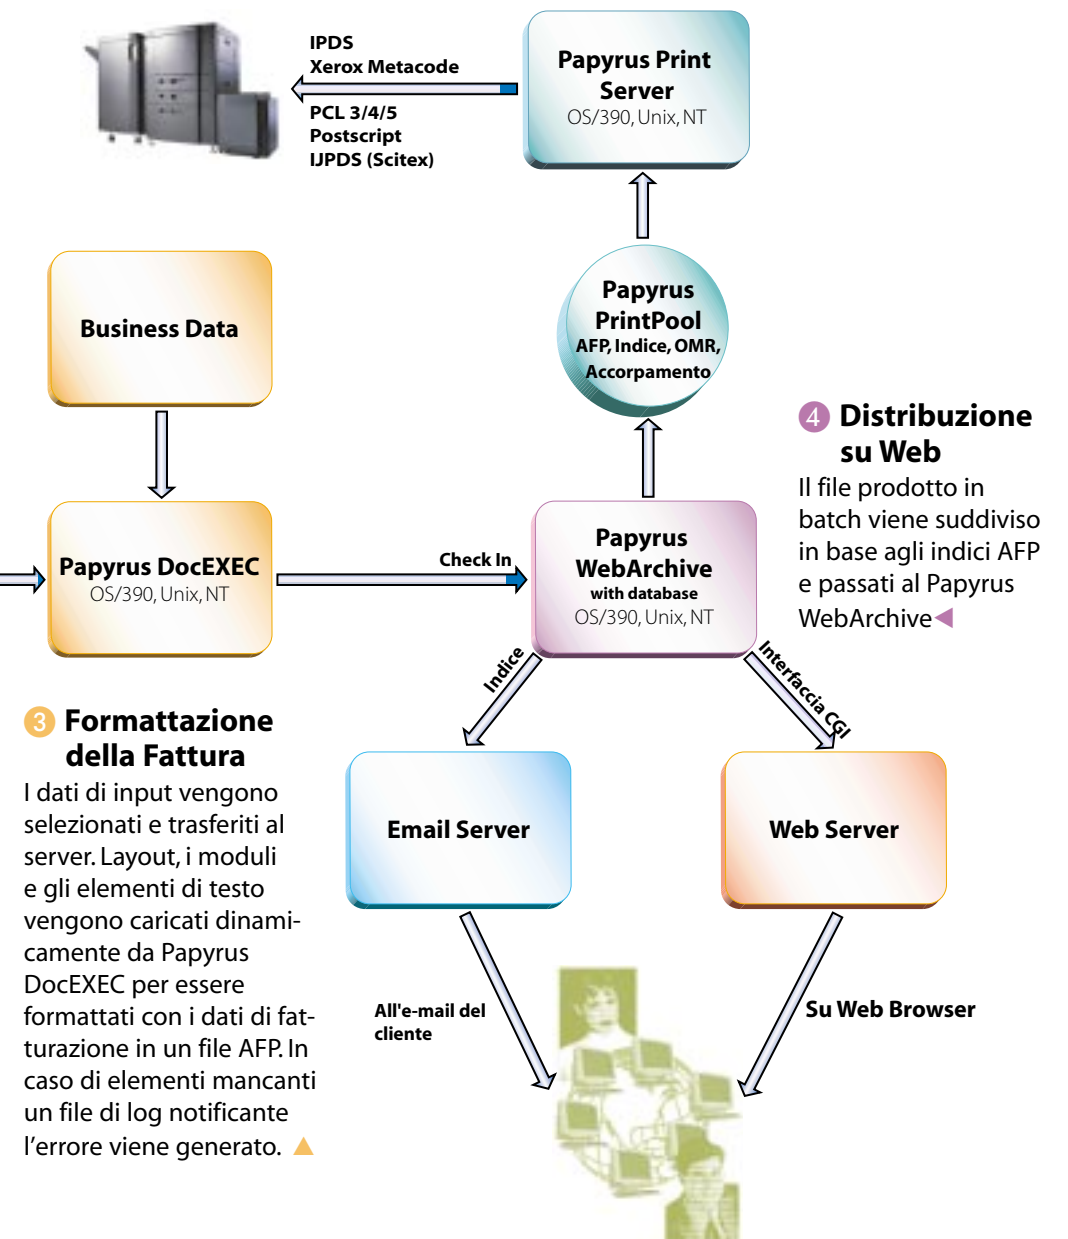 IPDS
Xerox Metacode
PCL 3/4/5
Postscript
IJPDS (Scitex)
Papyrus Print
Server
OS/390, Unix, NT
Business Data
Papyrus
PrintPool
AFP, Indice, OMR,
Accorpamento
4 Distribuzione
su Web
Il file prodotto in
batch viene suddiviso
in base agli indici AFP
e passati al Papyrus
WebArchive
Papyrus DocEXEC
OS/390, Unix, NT
Check In
Papyrus
WebArchive
with database
OS/390, Unix, NT
Indice
Interfaccia CGI
3 Formattazione
della Fattura
I dati di input vengono
selezionati e trasferiti al
server. Layout, i moduli
e gli elementi di testo
vengono caricati dinami-
camente da Papyrus
DocEXEC per essere
formattati con i dati di fat-
turazione in un file AFP. In
caso di elementi mancanti
un file di log notificante
l'errore viene generato.
Email Server
Web Server
All'e-mail del
cliente
Su Web Browser